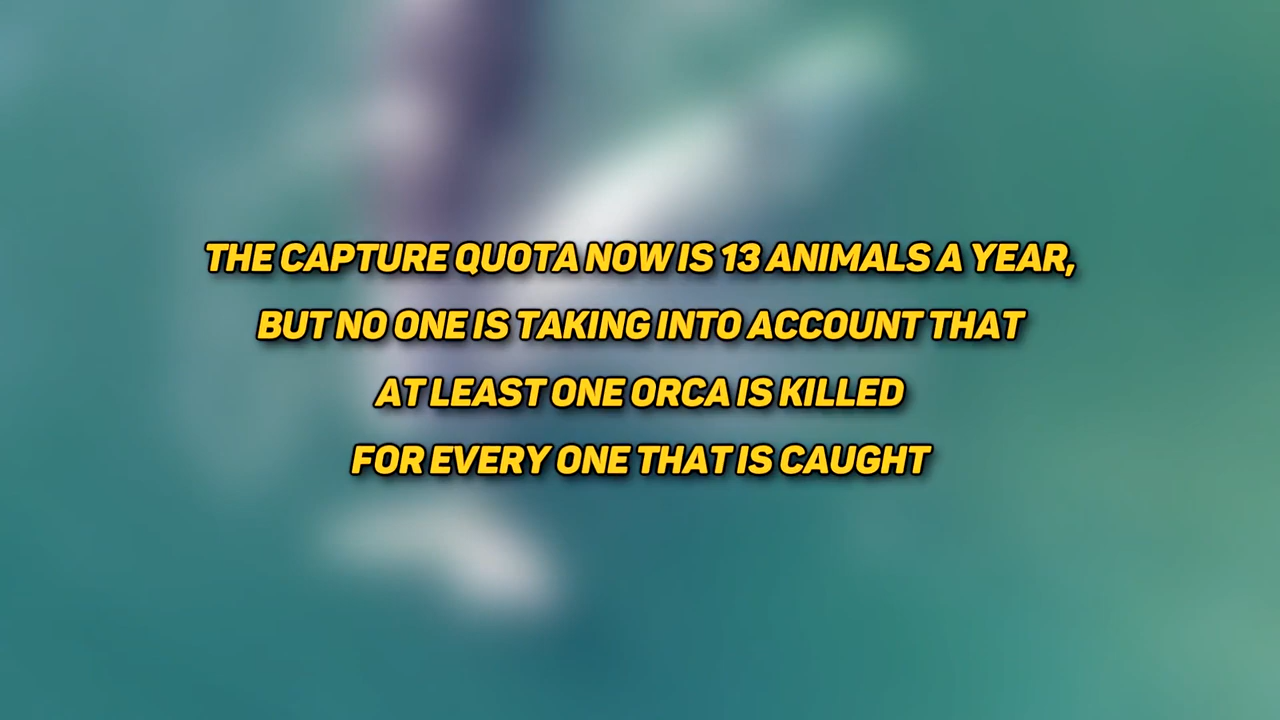 THE CAPTURE QUOTA NOW IS 13 ANIMALS A YEAR,
BUT NO ONE IS TAKING INTO ACCOUNT THAT
AT LEAST ONE ORCA IS KILLED
FOR EVERY ONE THAT IS CAUGHT